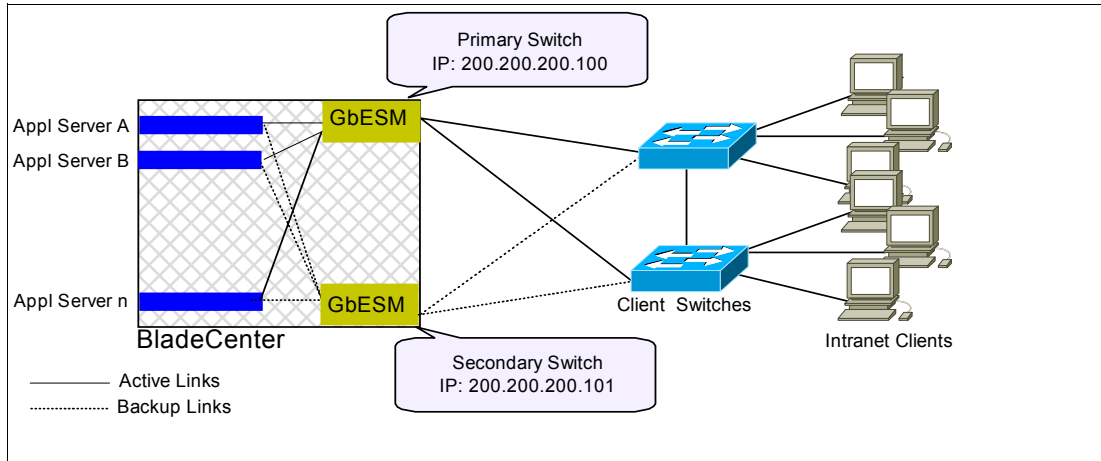 Primary Switch
IP: 200.200.200.100
Appl Server A
GbESM
Appl Server B
Appl Server n
GbESM
Client Switches
BladeCenter
Intranet Clients
Secondary Switch
IP: 200.200.200.101
Active Links
Backup Links